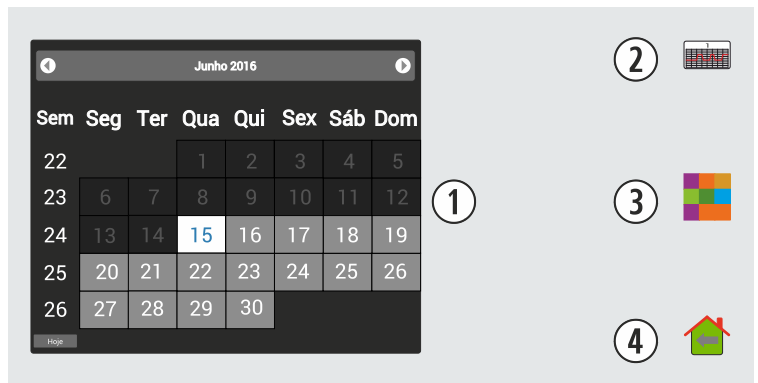 Junho 2016
Sem Seg Ter Qua Qui Sex Sáb Dom
22 1 2 3 4 5
23 6 7 8 9 10 11 12
24 13 14 15 16 17 18 19
25 20 21 22 23 24 25 26
26 27 28 29 30
Hoje
1
2
1
3
4